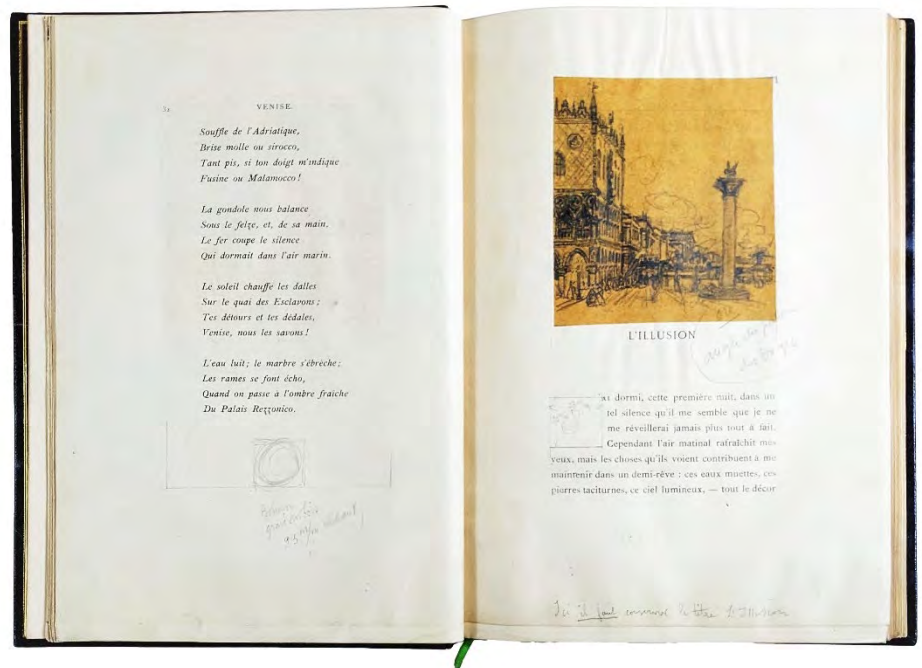 VENISE
Souffle de l'Adriatique,
Brise molle ou sirocco,
Tant pis, si ton doigt m'indique
Fusine ou Malamocco!
La gondole nous balance
Sous le felze, et, de sa main,
Le fer coupe le silence
Qui dormait dans l'air marin.
Le soleil chauffe les dalles
Sur le quai des Esclavons;
Tes détours et tes dédales,
Venise, nous les savons!
L'eau luit; le marbre s'ébrèche;
Les rames se font écho,
Quand on passe à l'ombre fraîche
Du Palais Rezzonico.
L'ILLUSION
'AI dormi, cette première nuit, dans un
tel silence qu'il me semble que je ne
me réveillerai jamais plus tout à fait.
Cependant l'air matinal rafraîchit mes
yeux, mais les choses qu'ils voient contribuent à me
maintenir dans un demi-rêve : ces eaux muettes, ces
pierres taciturnes, ce ciel lumineux, — tout le décor
Ici il faut le titre L'Illusion